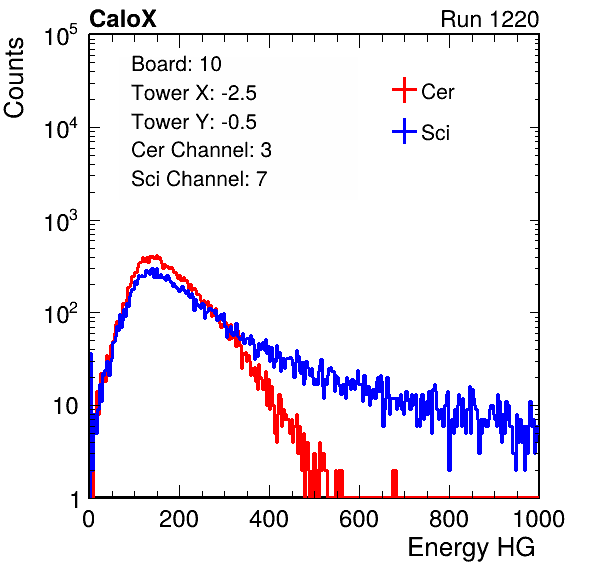 CaloX Run 1220
Counts
10^5
10^4
10^3
10^2
10
1
Board: 10
Tower X: -2.5
Tower Y: -0.5
Cer Channel: 3
Sci Channel: 7
Cer
Sci
0 200 400 600 800 1000
Energy HG